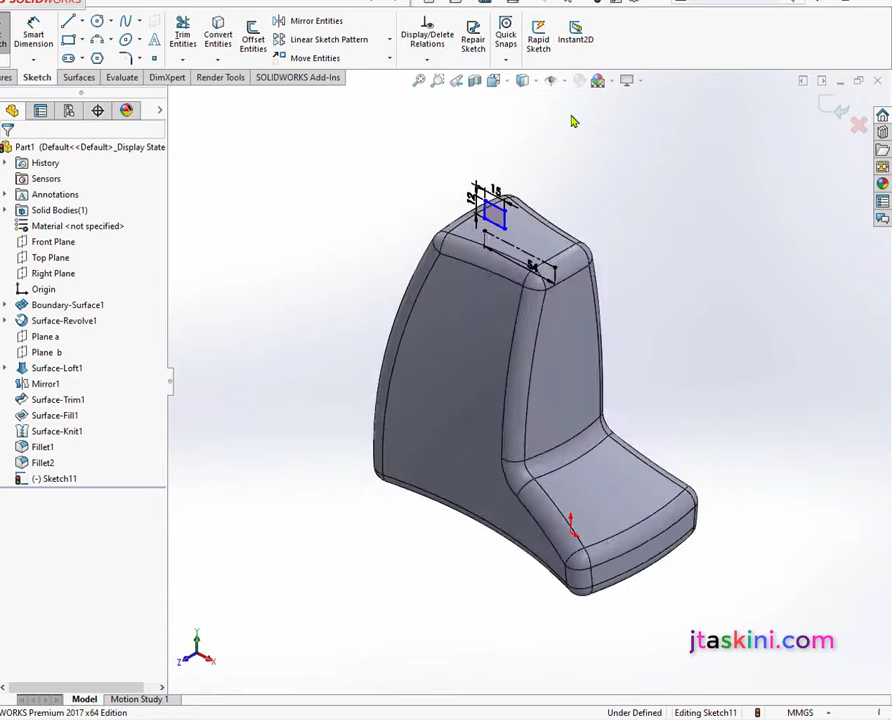 SOLIDWORKS
Smart Dimension
Trim Entities
Convert Entities
Offset Entities
Mirror Entities
Linear Sketch Pattern
Move Entities
Display/Delete Relations
Repair Sketch
Quick Snaps
Rapid Sketch
Instant2D
Sketch Surfaces Evaluate DimXpert Render Tools SOLIDWORKS Add-Ins
Part1 (Default<<Default>_Display State
History
Sensors
Annotations
Solid Bodies(1)
Material <not specified>
Front Plane
Top Plane
Right Plane
Origin
Boundary-Surface1
Surface-Revolve1
Plane a
Plane b
Surface-Loft1
Mirror1
Surface-Trim1
Surface-Fill1
Surface-Knit1
Fillet1
Fillet2
(-) Sketch11
15
54
Y
Z
X
jtaskini.com
Model Motion Study 1
WORKS Premium 2017 x64 Edition
Under Defined Editing Sketch11 MMGS